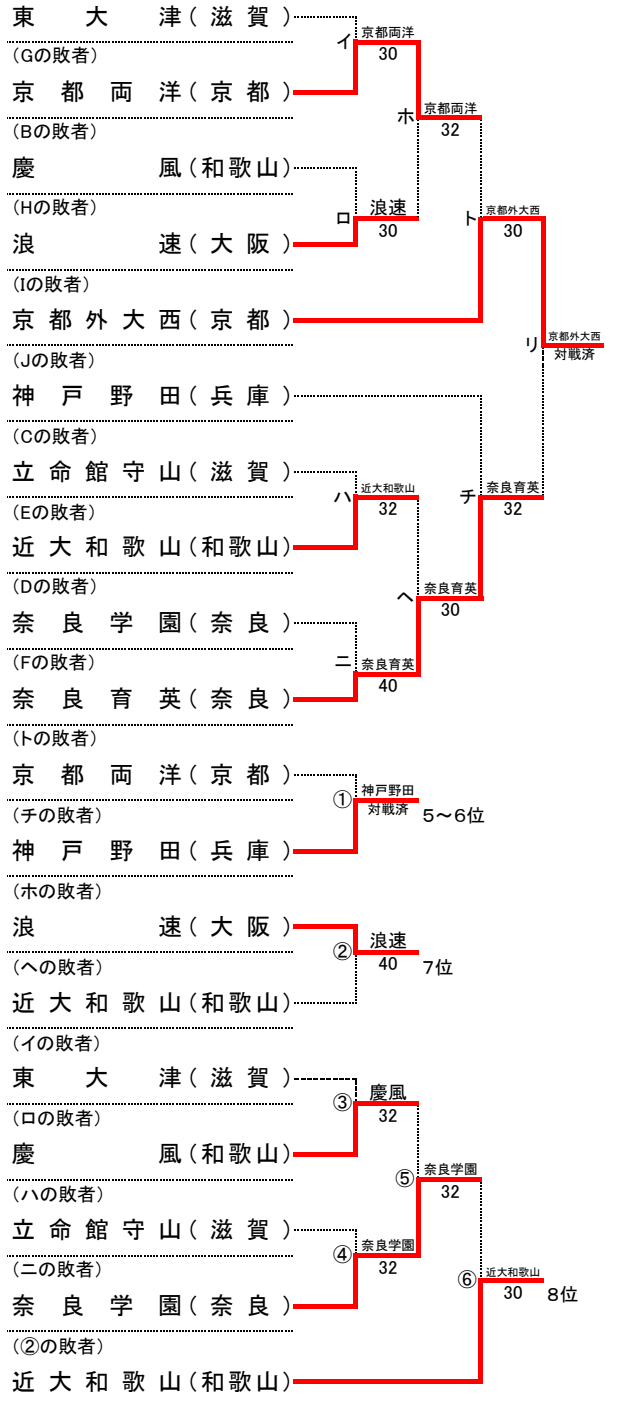 東大津(滋賀)
(Gの敗者)
イ
京都両洋
30
京都両洋(京都)
ホ
京都両洋
32
(Bの敗者)
慶風(和歌山)
(Hの敗者)
ロ
浪速
30
ト
京都外大西
30
浪速(大阪)
(Iの敗者)
京都外大西(京都)
リ
京都外大西
対戦済
(Jの敗者)
神戸野田(兵庫)
(Cの敗者)
立命館守山(滋賀)
ハ
近大和歌山
32
チ
奈良育英
32
(Eの敗者)
近大和歌山(和歌山)
(Dの敗者)
ヘ
奈良育英
30
奈良学園(奈良)
(Fの敗者)
ニ
奈良育英
40
奈良育英(奈良)
(トの敗者)
京都両洋(京都)
①
神戸野田
対戦済
5~6位
(チの敗者)
神戸野田(兵庫)
(ホの敗者)
浪速(大阪)
②
浪速
40
7位
(ヘの敗者)
近大和歌山(和歌山)
(イの敗者)
東大津(滋賀)
③
慶風
32
(ロの敗者)
慶風(和歌山)
⑤
奈良学園
32
(ハの敗者)
立命館守山(滋賀)
④
奈良学園
32
(ニの敗者)
⑥
近大和歌山
30
8位
奈良学園(奈良)
(②の敗者)
近大和歌山(和歌山)